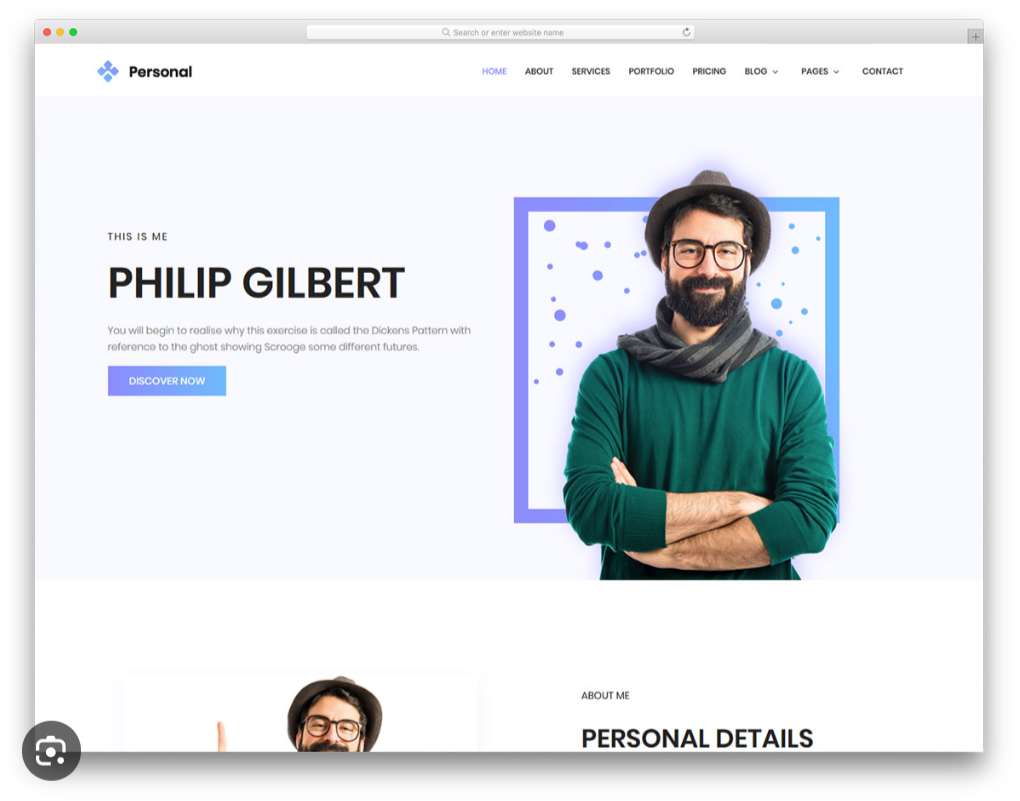 Search or enter website name
Personal
HOME ABOUT SERVICES PORTFOLIO PRICING BLOG PAGES CONTACT
THIS IS ME
PHILIP GILBERT
You will begin to realise why this exercise is called the Dickens Pattern with
reference to the ghost showing Scrooge some different futures.
DISCOVER NOW
ABOUT ME
PERSONAL DETAILS